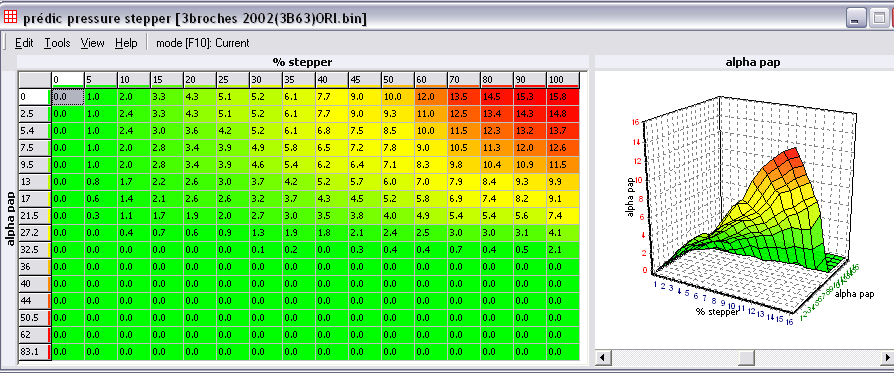 prédic pressure stepper [3broches 2002(3B63)ORI.bin]
Edit Tools View Help mode [F10]: Current
% stepper
0 5 10 15 20 25 30 35 40 45 50 60 70 80 90 100
alpha pap
0 0.0 1.0 2.0 3.3 4.3 5.1 5.2 6.1 7.7 9.0 10.0 12.0 13.5 14.5 15.3 15.8
2.5 0.0 1.0 2.4 3.3 4.3 5.1 5.2 6.1 7.7 9.0 9.3 11.0 12.5 13.4 14.3 14.8
5.4 0.0 1.0 2.4 3.0 3.6 4.2 5.2 6.1 6.8 7.5 8.5 10.0 11.5 12.3 13.2 13.7
7.5 0.0 1.0 2.0 2.8 3.4 3.9 4.9 5.8 6.5 7.2 7.8 9.0 10.5 11.3 12.0 12.6
9.5 0.0 1.0 2.0 2.8 3.4 3.9 4.6 5.4 6.2 6.4 7.1 8.3 9.8 10.4 10.9 11.5
13 0.0 0.8 1.7 2.2 2.6 3.0 3.7 4.2 5.2 5.7 6.0 7.0 7.9 8.4 9.3 9.9
17 0.0 0.6 1.4 2.1 2.6 2.6 3.2 3.7 4.3 4.5 5.2 5.8 6.9 7.4 8.2 9.1
21.5 0.0 0.3 1.1 1.7 1.9 2.0 2.7 3.0 3.5 3.8 4.0 4.9 5.4 5.4 5.6 7.4
27.2 0.0 0.4 0.7 0.6 0.9 1.3 1.9 1.8 2.1 2.4 2.5 3.0 3.0 3.1 4.1
32.5 0.0 0.0 0.0 0.0 0.0 0.0 0.1 0.2 0.0 0.3 0.4 0.4 0.7 0.4 0.5 2.1
36 0.0 0.0 0.0 0.0 0.0 0.0 0.0 0.0 0.0 0.0 0.0 0.0 0.0 0.0 0.0 0.0
40 0.0 0.0 0.0 0.0 0.0 0.0 0.0 0.0 0.0 0.0 0.0 0.0 0.0 0.0 0.0 0.0
44 0.0 0.0 0.0 0.0 0.0 0.0 0.0 0.0 0.0 0.0 0.0 0.0 0.0 0.0 0.0 0.0
50.5 0.0 0.0 0.0 0.0 0.0 0.0 0.0 0.0 0.0 0.0 0.0 0.0 0.0 0.0 0.0 0.0
62 0.0 0.0 0.0 0.0 0.0 0.0 0.0 0.0 0.0 0.0 0.0 0.0 0.0 0.0 0.0 0.0
83.1 0.0 0.0 0.0 0.0 0.0 0.0 0.0 0.0 0.0 0.0 0.0 0.0 0.0 0.0 0.0 0.0
alpha pap
16
14
12
10
8
6
4
2
0
alpha pap
1 2 3 4 5 6 7 8 9 10 11 12 13 14 15 16
% stepper
alpha pap